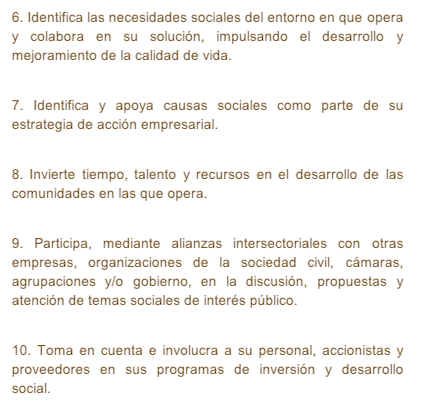 6. Identifica las necesidades sociales del entorno en que opera
y colabora en su solución, impulsando el desarrollo y
mejoramiento de la calidad de vida.
7. Identifica y apoya causas sociales como parte de su
estrategia de acción empresarial.
8. Invierte tiempo, talento y recursos en el desarrollo de las
comunidades en las que opera.
9. Participa, mediante alianzas intersectoriales con otras
empresas, organizaciones de la sociedad civil, cámaras,
agrupaciones y/o gobierno, en la discusión, propuestas y
atención de temas sociales de interés público.
10. Toma en cuenta e involucra a su personal, accionistas y
proveedores en sus programas de inversión y desarrollo
social.